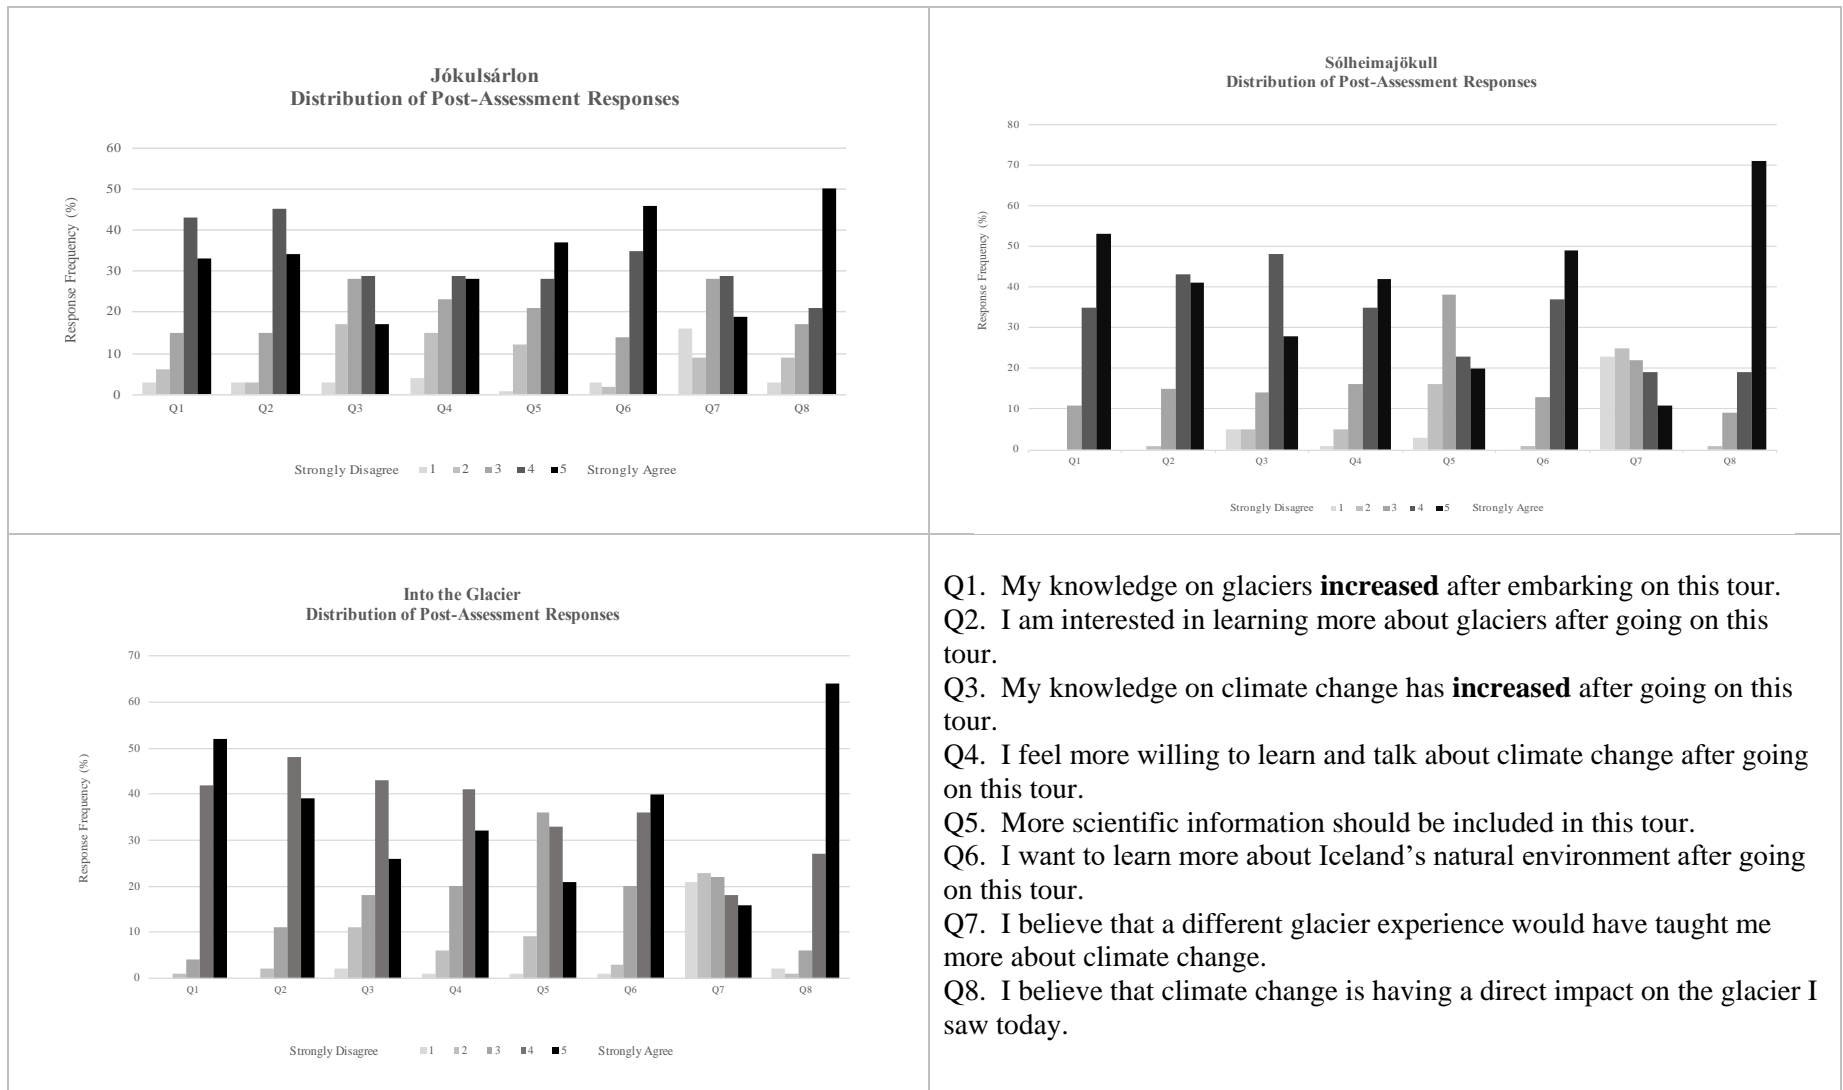 Jókulsárlon
Distribution of Post-Assessment Responses
60
50
40
30
20
10
0
Response Frequency (%)
Q1 Q2 Q3 Q4 Q5 Q6 Q7 Q8
Strongly Disagree 1 2 3 4 5 Strongly Agree
Sólheimajökull
Distribution of Post-Assessment Responses
80
70
60
50
40
30
20
10
0
Response Frequency (%)
Q1 Q2 Q3 Q4 Q5 Q6 Q7 Q8
Strongly Disagree 1 2 3 4 5 Strongly Agree
Into the Glacier
Distribution of Post-Assessment Responses
70
60
50
40
30
20
10
0
Response Frequency (%)
Q1 Q2 Q3 Q4 Q5 Q6 Q7 Q8
Strongly Disagree 1 2 3 4 5 Strongly Agree
Q1. My knowledge on glaciers increased after embarking on this tour.
Q2. I am interested in learning more about glaciers after going on this
tour.
Q3. My knowledge on climate change has increased after going on this
tour.
Q4. I feel more willing to learn and talk about climate change after going
on this tour.
Q5. More scientific information should be included in this tour.
Q6. I want to learn more about Iceland’s natural environment after going
on this tour.
Q7. I believe that a different glacier experience would have taught me
more about climate change.
Q8. I believe that climate change is having a direct impact on the glacier I
saw today.